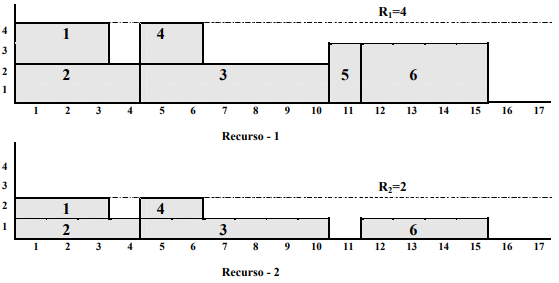 R₁=4
4 1 4
3
2 2 3 5 6
1
1 2 3 4 5 6 7 8 9 10 11 12 13 14 15 16 17
Recurso - 1
4
3 R₂=2
2 1 4
1 2 3 6
1 2 3 4 5 6 7 8 9 10 11 12 13 14 15 16 17
Recurso - 2